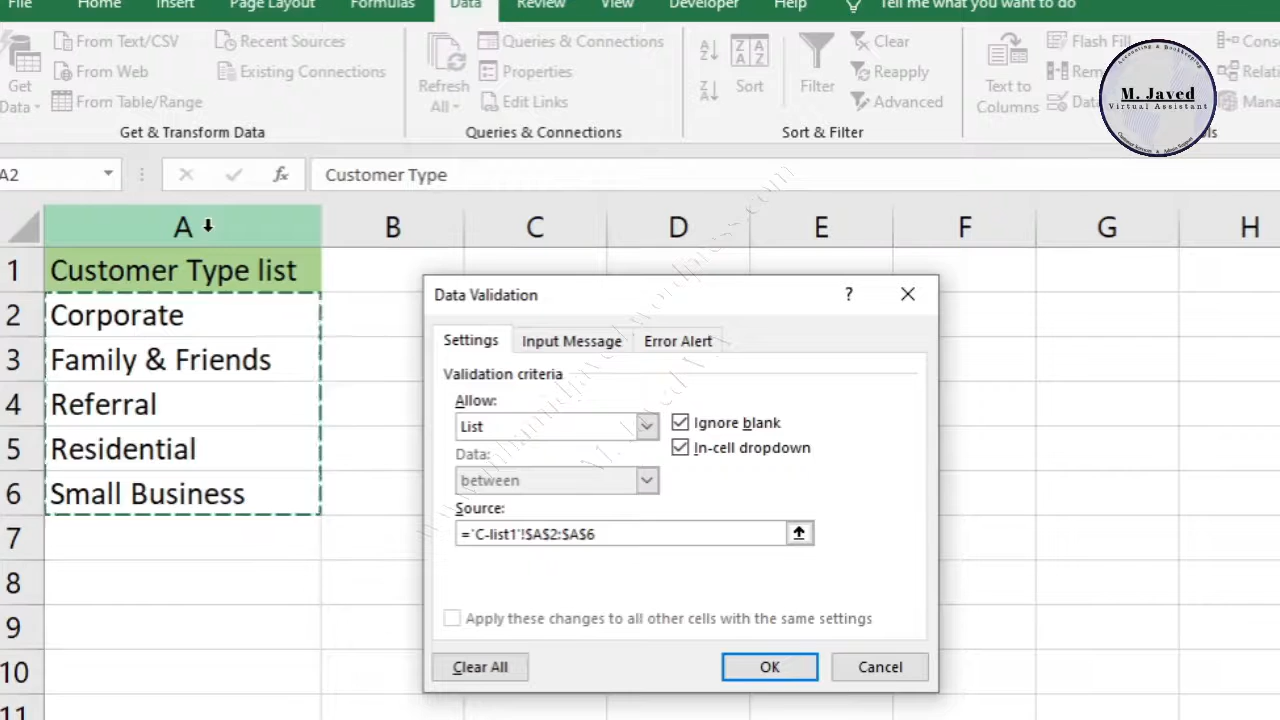 File Home Insert Page Layout Formulas Data Review View Developer Help Tell me what you want to do
From Text/CSV Recent Sources Queries & Connections Clear Flash Fill
From Web Existing Connections Properties Reapply
From Table/Range Edit Links Advanced
Get Data Refresh All Sort Filter Text to Columns
Get & Transform Data Queries & Connections Sort & Filter
Accounting & Bookkeeping
M. Javed
Virtual Assistant
A2 fx Customer Type
A B C D E F G H
1 Customer Type list
2 Corporate
3 Family & Friends
4 Referral
5 Residential
6 Small Business
7
8
9
10
11
Data Validation ?
Settings Input Message Error Alert
Validation criteria
Allow:
List
Ignore blank
In-cell dropdown
Data:
between
Source:
='C-list1'!$A$2:$A$6
Apply these changes to all other cells with the same settings
Clear All OK Cancel